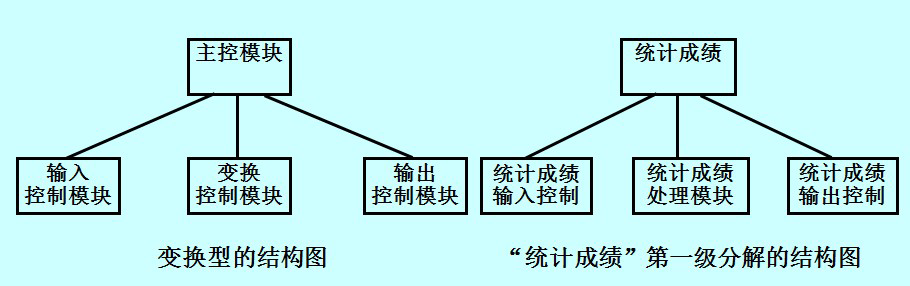 主控模块
统计成绩
输入
控制模块
变换
控制模块
输出
控制模块
统计成绩
输入控制
统计成绩
处理模块
统计成绩
输出控制
变换型的结构图
“统计成绩”第一级分解的结构图